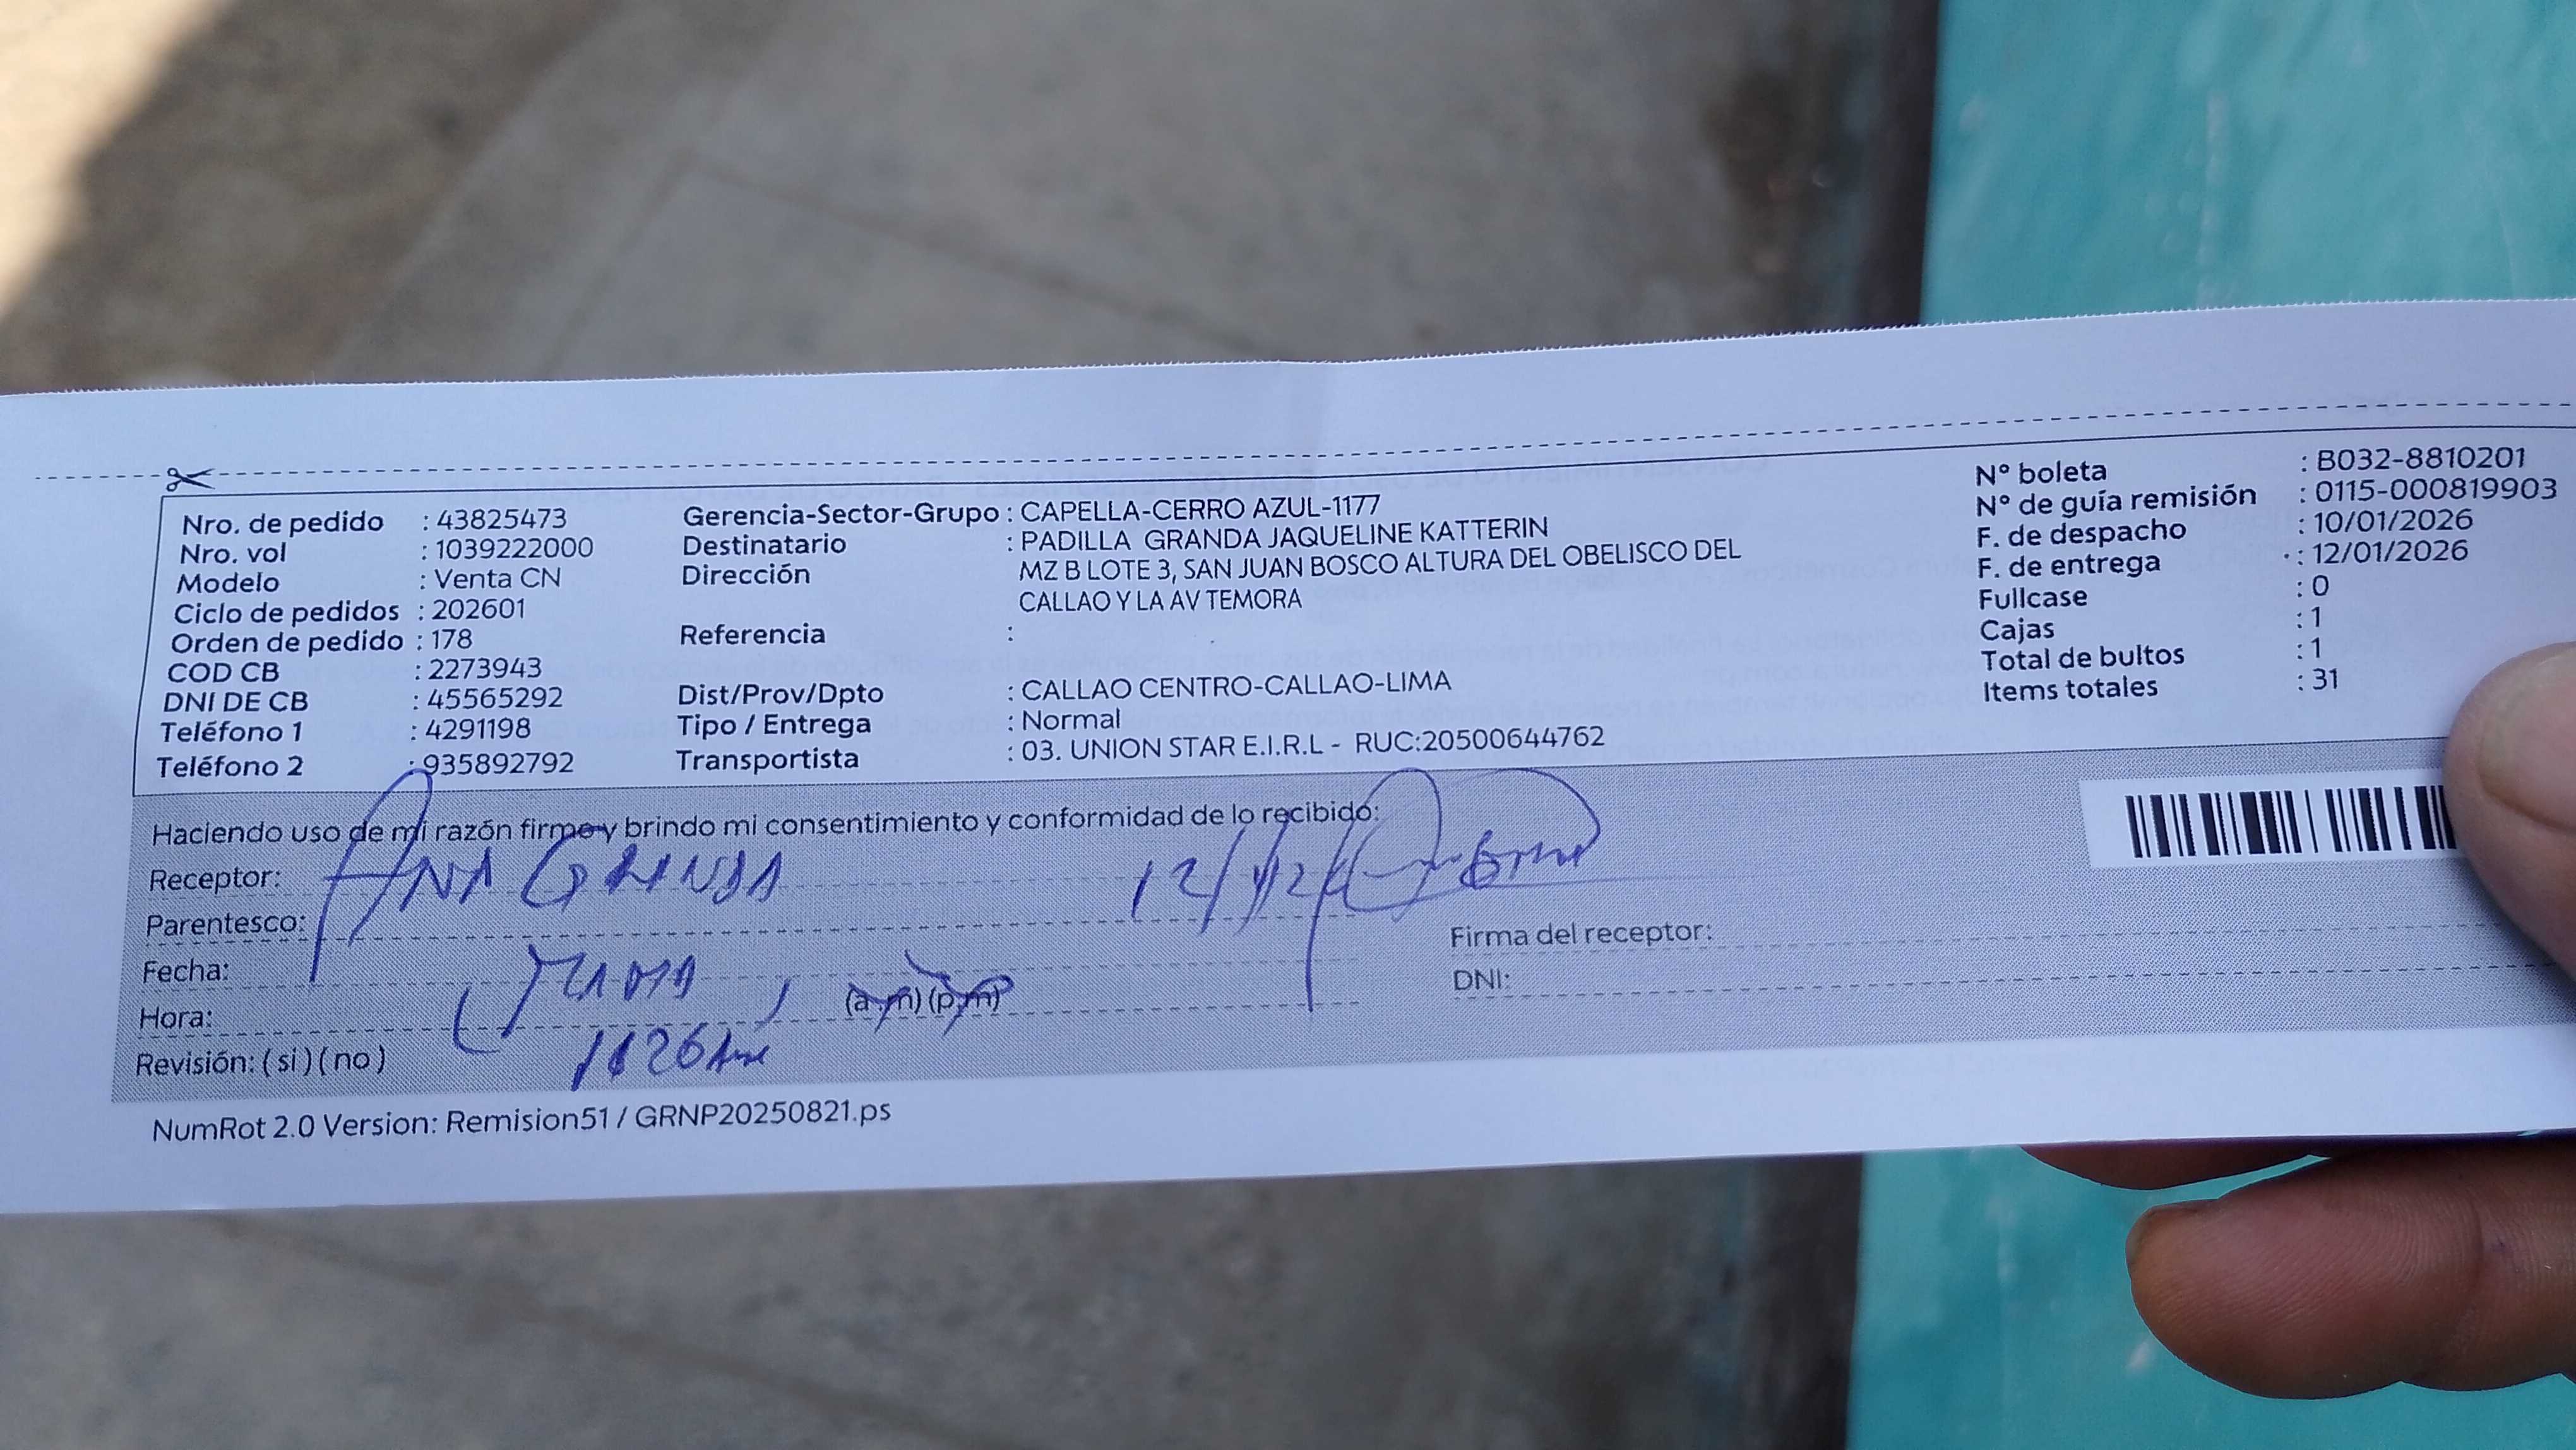 Nro. de pedido : 43825473
Nro. vol : 1039222000
Modelo : Venta CN
Ciclo de pedidos : 202601
Orden de pedido : 178
COD CB : 2273943
DNI DE CB : 45565292
Teléfono 1 : 4291198
Teléfono 2 : 935892792
Gerencia-Sector-Grupo : CAPELLA-CERRO AZUL-1177
Destinatario : PADILLA GRANDA JAQUELINE KATTERIN
Dirección MZ B LOTE 3, SAN JUAN BOSCO ALTURA DEL OBELISCO DEL
CALLAO Y LA AV TEMORA
Referencia :
Dist/Prov/Dpto : CALLAO CENTRO-CALLAO-LIMA
Tipo / Entrega : Normal
Transportista : 03. UNION STAR E.I.R.L - RUC:20500644762
Nº boleta : B032-8810201
Nº de guía remisión : 0115-000819903
F. de despacho : 10/01/2026
F. de entrega : 12/01/2026
Fullcase : 0
Cajas : 1
Total de bultos : 1
Items totales : 31
Haciendo uso de mi razón firmo y brindo mi consentimiento y conformidad de lo recibido:
Receptor: ANA GRANDA
Parentesco:
Fecha:
Hora: (a.m) (p.m)
Revisión: (si) (no)
Firma del receptor:
DNI:
NumRot 2.0 Version: Remision51 / GRNP20250821.ps